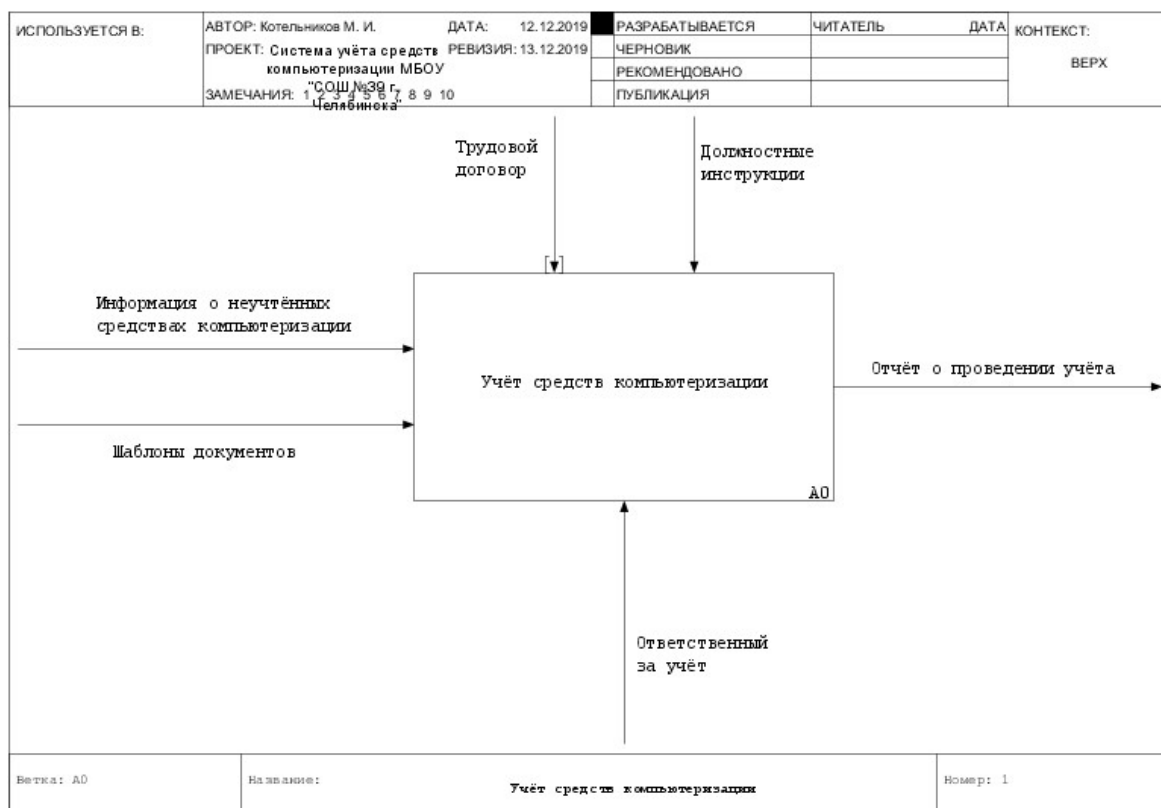 ИСПОЛЬЗУЕТСЯ В:
АВТОР: Котельников М. И.
ДАТА: 12.12.2019
ПРОЕКТ: Система учёта средств
компьютеризации МБОУ
"СОШ №39 г.
Челябинска"
РЕВИЗИЯ: 13.12.2019
ЗАМЕЧАНИЯ: 1 2 3 4 5 6 7 8 9 10
РАЗРАБАТЫВАЕТСЯ
ЧЕРНОВИК
РЕКОМЕНДОВАНО
ПУБЛИКАЦИЯ
ЧИТАТЕЛЬ ДАТА
КОНТЕКСТ:
ВЕРХ
Трудовой
договор
Должностные
инструкции
[ ]
Информация о неучтённых
средствах компьютеризации
Учёт средств компьютеризации
Отчёт о проведении учёта
Шаблоны документов
A0
Ответственный
за учёт
Ветка: A0
Название:
Учёт средств компьютеризации
Номер: 1